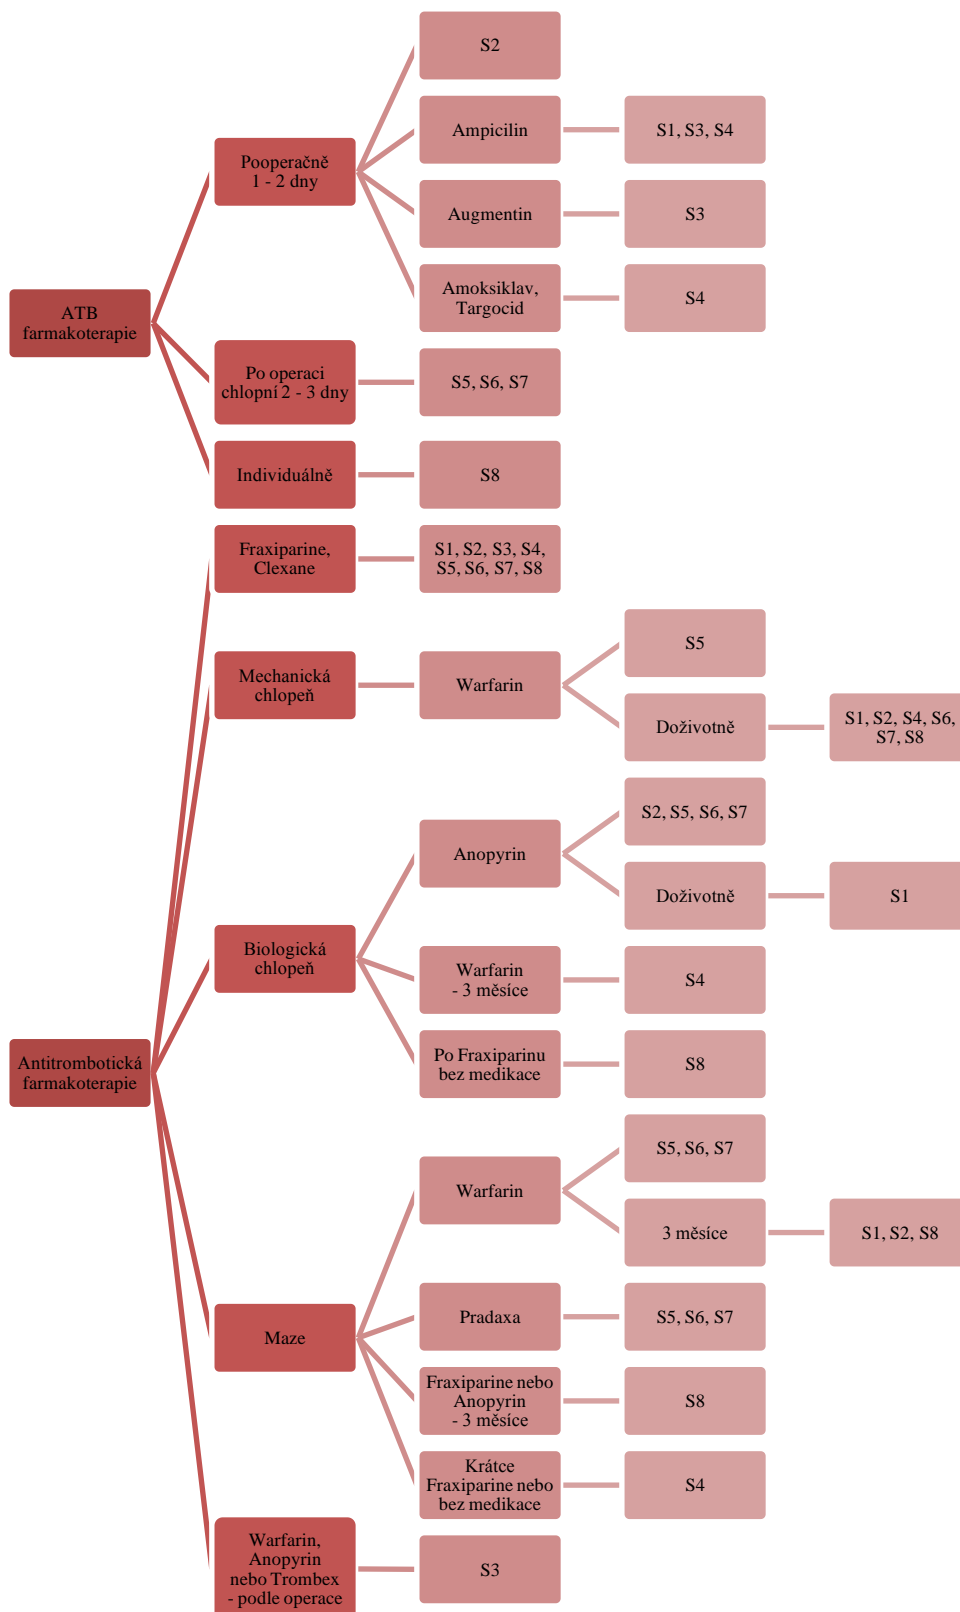 ATB
farmakoterapie
Pooperačně
1 - 2 dny
S2
Ampicilin
S1, S3, S4
Augmentin
S3
Amoksiklav,
Targocid
S4
Po operaci
chlopní 2 - 3 dny
S5, S6, S7
Individuálně
S8
Antitrombotická
farmakoterapie
Fraxiparine,
Clexane
S1, S2, S3, S4,
S5, S6, S7, S8
Mechanická
chlopeň
Warfarin
S5
Doživotně
S1, S2, S4, S6,
S7, S8
Biologická
chlopeň
Anopyrin
S2, S5, S6, S7
Doživotně
S1
Warfarin
- 3 měsíce
S4
Po Fraxiparinu
bez medikace
S8
Maze
Warfarin
S5, S6, S7
3 měsíce
S1, S2, S8
Pradaxa
S5, S6, S7
Fraxiparine nebo
Anopyrin
- 3 měsíce
S8
Krátce
Fraxiparine nebo
bez medikace
S4
Warfarin,
Anopyrin
nebo Trombex
- podle operace
S3